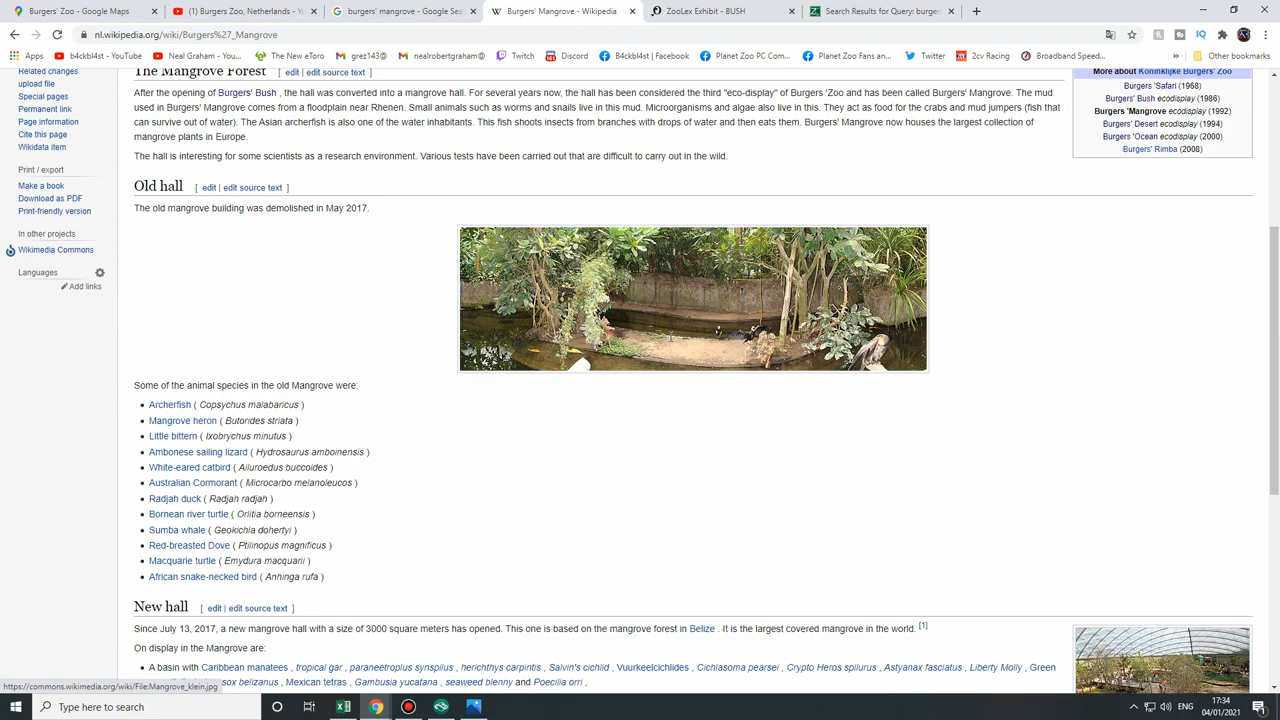 Burgers' Zoo - Google Maps
(1) Burgers Zoo, Netherlands - Yo
burgers' mangrove - Google Sea
Burgers' Mangrove - Wikipedia
ZooLex Exhibit - BUSH
Search Results for Query: burgers
nl.wikipedia.org/wiki/Burgers%27_Mangrove
Apps
b4ckbl4st - YouTube
Neal Graham - You...
The New eToro
grez143@
nealrobertgraham@
Twitch
Discord
B4ckbl4st | Facebook
Planet Zoo PC Com...
Planet Zoo Fans an...
Twitter
2cv Racing
Broadband Speed...
Other bookmarks
Related changes
upload file
Special pages
Permanent link
Page information
Cite this page
Wikidata item
Print / export
Make a book
Download as PDF
Print-friendly version
In other projects
Wikimedia Commons
Languages
Add links
The Mangrove Forest [ edit | edit source text ]
After the opening of Burgers' Bush , the hall was converted into a mangrove hall. For several years now, the hall has been considered the third "eco-display" of Burgers 'Zoo and has been called Burgers' Mangrove. The mud
used in Burgers' Mangrove comes from a floodplain near Rhenen. Small animals such as worms and snails live in this mud. Microorganisms and algae also live in this. They act as food for the crabs and mud jumpers (fish that
can survive out of water). The Asian archerfish is also one of the water inhabitants. This fish shoots insects from branches with drops of water and then eats them. Burgers' Mangrove now houses the largest collection of
mangrove plants in Europe.
The hall is interesting for some scientists as a research environment. Various tests have been carried out that are difficult to carry out in the wild.
More about Koninklijke Burgers' Zoo
Burgers 'Safari (1968)
Burgers' Bush ecodisplay (1986)
Burgers 'Mangrove ecodisplay (1992)
Burgers' Desert ecodisplay (1994)
Burgers 'Ocean ecodisplay (2000)
Burgers' Rimba (2008)
Old hall [ edit | edit source text ]
The old mangrove building was demolished in May 2017.
Some of the animal species in the old Mangrove were:
Archerfish ( Copsychus malabaricus )
Mangrove heron ( Butorides striata )
Little bittern ( Ixobrychus minutus )
Ambonese sailing lizard ( Hydrosaurus amboinensis )
White-eared catbird ( Ailuroedus buccoides )
Australian Cormorant ( Microcarbo melanoleucos )
Radjah duck ( Radjah radjah )
Bornean river turtle ( Orlitia borneensis )
Sumba whale ( Geokichla dohertyi )
Red-breasted Dove ( Ptilinopus magnificus )
Macquarie turtle ( Emydura macquarii )
African snake-necked bird ( Anhinga rufa )
New hall [ edit | edit source text ]
Since July 13, 2017, a new mangrove hall with a size of 3000 square meters has opened. This one is based on the mangrove forest in Belize . It is the largest covered mangrove in the world. [1]
On display in the Mangrove are:
A basin with Caribbean manatees , tropical gar , paraneetroplus synspilus , herichthys carpintis , Salvin's cichlid , Vuurkeelcichlides , Cichlasoma pearsei , Crypto Heros spilurus , Astyanax fasciatus , Liberty Molly , Green
sox belizanus , Mexican tetras , Gambusia yucatana , seaweed blenny and Poecilia orri ,
https://commons.wikimedia.org/wiki/File:Mangrove_klein.jpg
Type here to search
ENG
17:34
04/01/2021